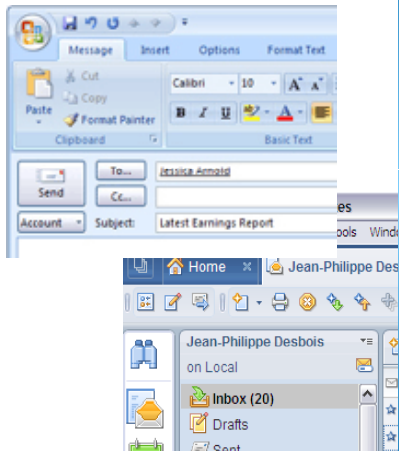 Message Insert Options Format Text
Cut
Copy
Paste
Format Painter
Calibri 10 A A
B I U A
Clipboard
Basic Text
To... Jessica Arnold
Send
Cc...
Account Subject: Latest Earnings Report
es
ools Windo
Home Jean-Philippe Des
Jean-Philippe Desbois
on Local
Inbox (20)
Drafts
Sent